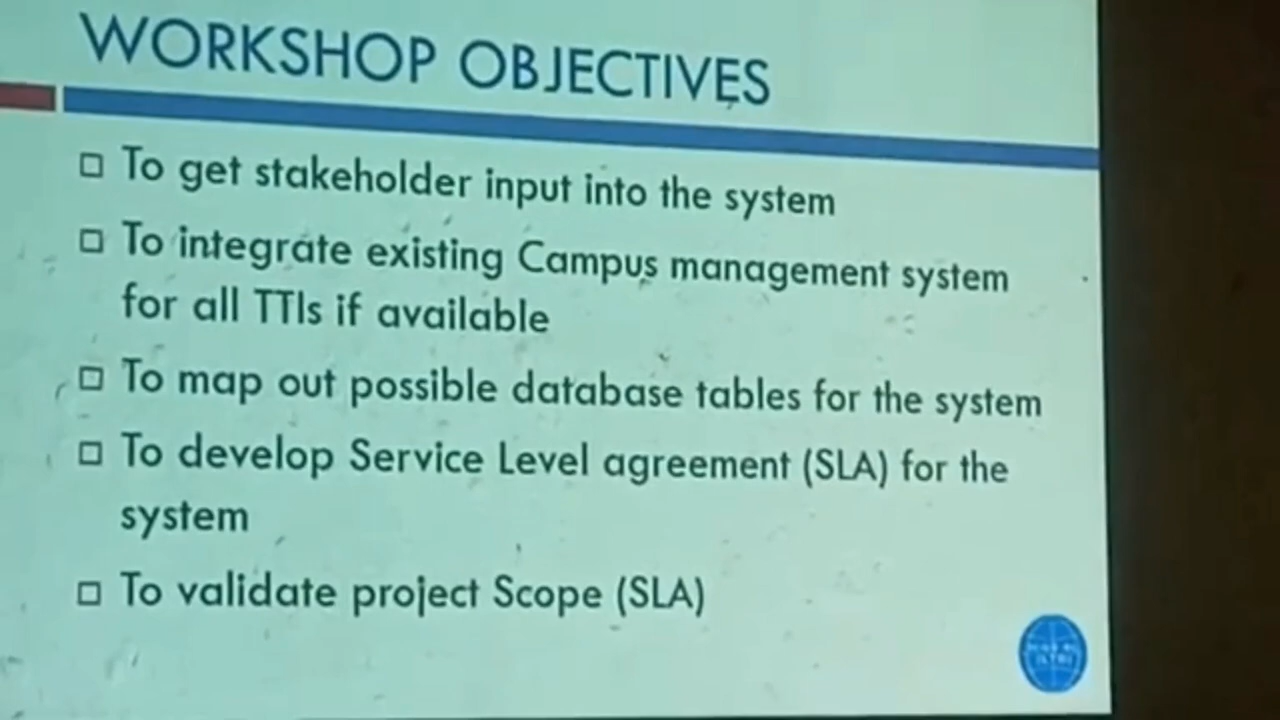 WORKSHOP OBJECTIVES
To get stakeholder input into the system
To integrate existing Campus management system
for all TTIs if available
To map out possible database tables for the system
To develop Service Level agreement (SLA) for the
system
To validate project Scope (SLA)